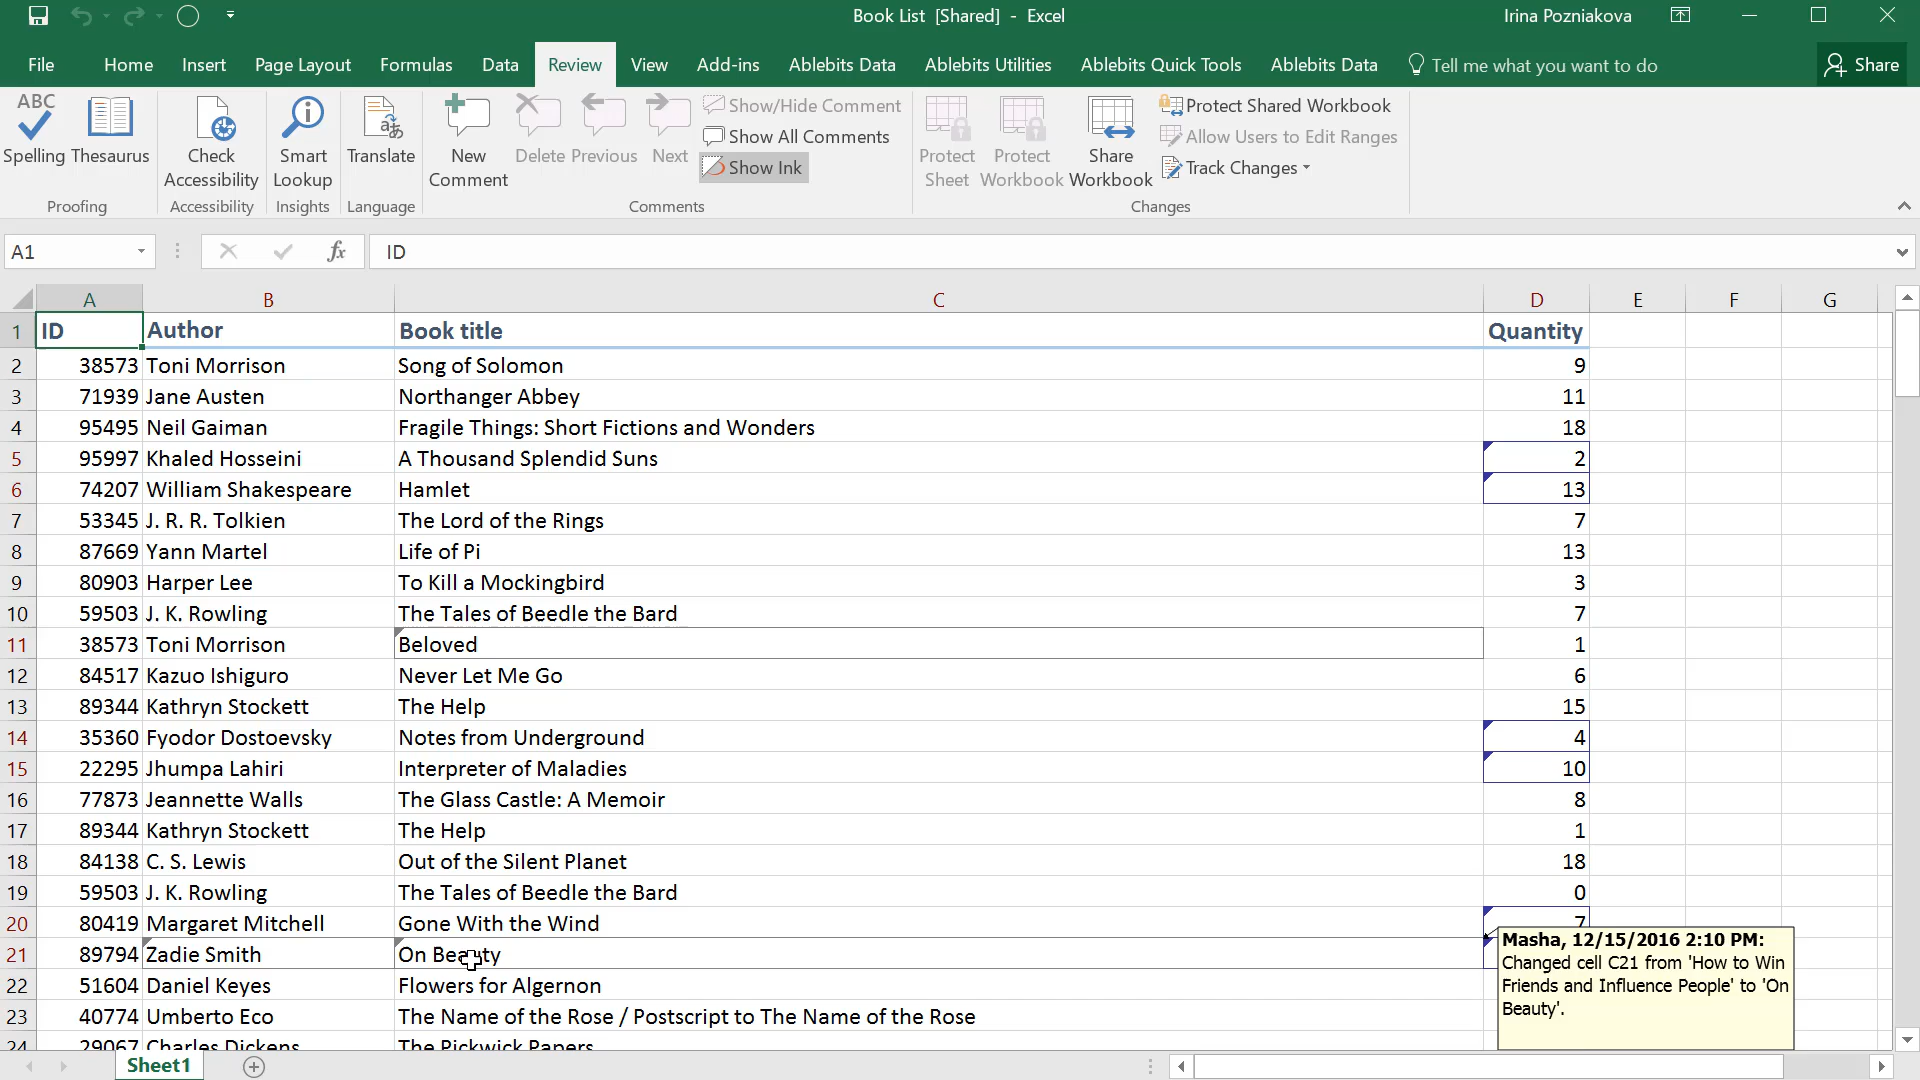 Book List [Shared] - Excel
Irina Pozniakova
File Home Insert Page Layout Formulas Data Review View Add-ins Ablebits Data Ablebits Utilities Ablebits Quick Tools Ablebits Data Tell me what you want to do Share
ABC
Spelling
Thesaurus
Proofing
Check
Accessibility
Accessibility
Smart
Lookup
Insights
Translate
Language
New
Comment
Delete
Previous
Next
Show/Hide Comment
Show All Comments
Show Ink
Comments
Protect
Sheet
Protect
Workbook
Share
Workbook
Protect Shared Workbook
Allow Users to Edit Ranges
Track Changes
Changes
A1 fx ID
A B C D E F G
1 ID Author Book title Quantity
2 38573 Toni Morrison Song of Solomon 9
3 71939 Jane Austen Northanger Abbey 11
4 95495 Neil Gaiman Fragile Things: Short Fictions and Wonders 18
5 95997 Khaled Hosseini A Thousand Splendid Suns 2
6 74207 William Shakespeare Hamlet 13
7 53345 J. R. R. Tolkien The Lord of the Rings 7
8 87669 Yann Martel Life of Pi 13
9 80903 Harper Lee To Kill a Mockingbird 3
10 59503 J. K. Rowling The Tales of Beedle the Bard 7
11 38573 Toni Morrison Beloved 1
12 84517 Kazuo Ishiguro Never Let Me Go 6
13 89344 Kathryn Stockett The Help 15
14 35360 Fyodor Dostoevsky Notes from Underground 4
15 22295 Jhumpa Lahiri Interpreter of Maladies 10
16 77873 Jeannette Walls The Glass Castle: A Memoir 8
17 89344 Kathryn Stockett The Help 1
18 84138 C. S. Lewis Out of the Silent Planet 18
19 59503 J. K. Rowling The Tales of Beedle the Bard 0
20 80419 Margaret Mitchell Gone With the Wind 7
21 89794 Zadie Smith On Beauty
Masha, 12/15/2016 2:10 PM:
Changed cell C21 from 'How to Win
Friends and Influence People' to 'On
Beauty'.
22 51604 Daniel Keyes Flowers for Algernon
23 40774 Umberto Eco The Name of the Rose / Postscript to The Name of the Rose
24 29067 Charles Dickens The Pickwick Papers
Sheet1